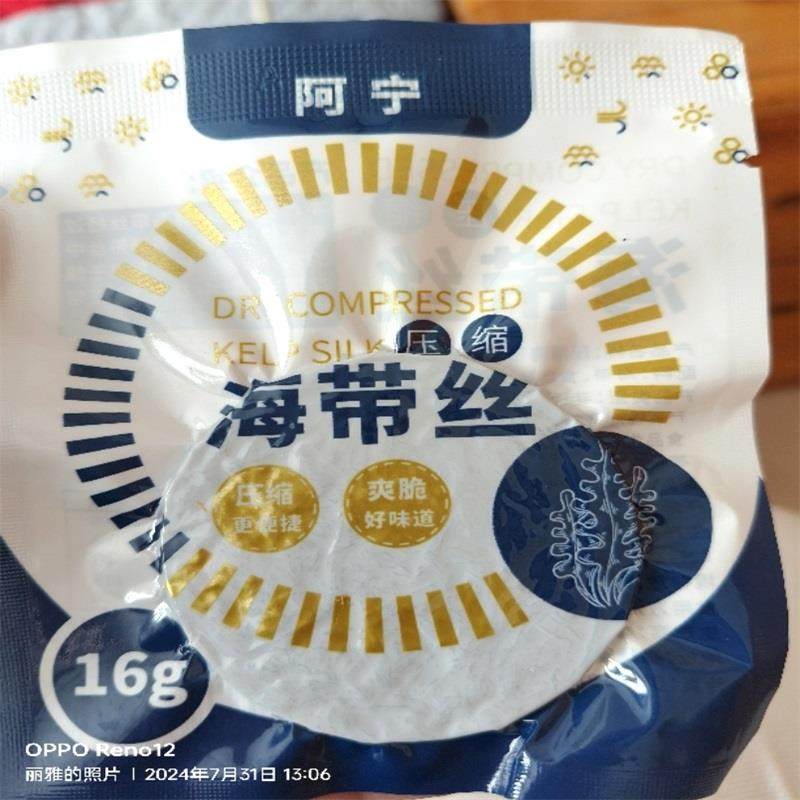 阿宁
DR COMPRESSED
KELP SILK 压缩
海带丝
压缩 爽脆
更便捷 好味道
16g
OPPO Reno12
丽雅的照片 | 2024年7月31日 13:06